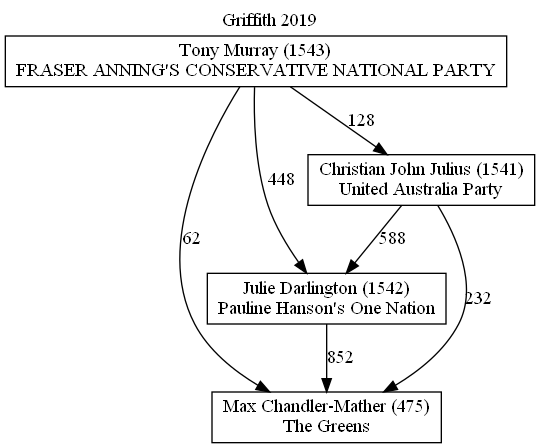 Griffith 2019
Tony Murray (1543)
FRASER ANNING'S CONSERVATIVE NATIONAL PARTY
128
Christian John Julius (1541)
United Australia Party
448
62
588
Julie Darlington (1542)
Pauline Hanson's One Nation
232
852
Max Chandler-Mather (475)
The Greens